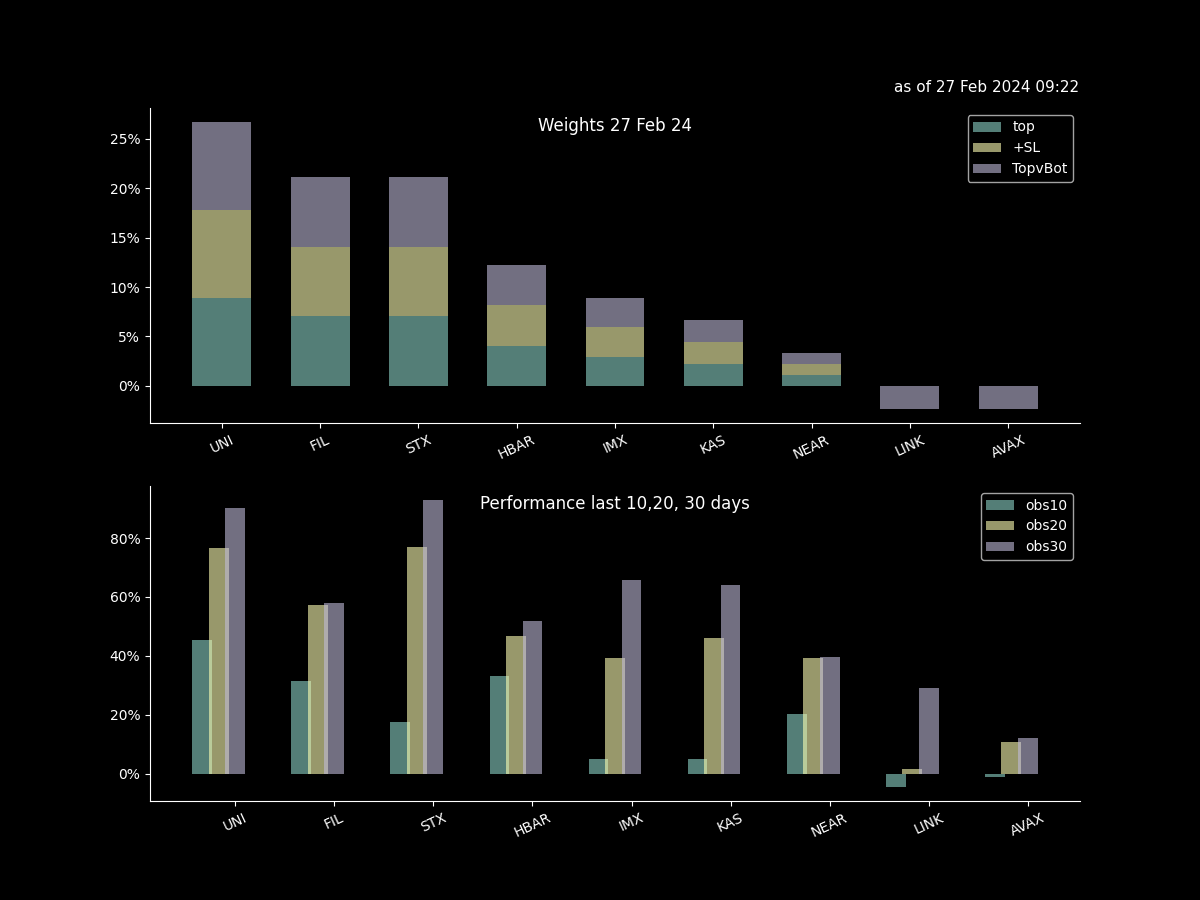 as of 27 Feb 2024 09:22
Weights 27 Feb 24
top
+SL
TopvBot
25%
20%
15%
10%
5%
0%
UNI FIL STX HBAR IMX KAS NEAR LINK AVAX
Performance last 10,20, 30 days
obs10
obs20
obs30
80%
60%
40%
20%
0%
UNI FIL STX HBAR IMX KAS NEAR LINK AVAX